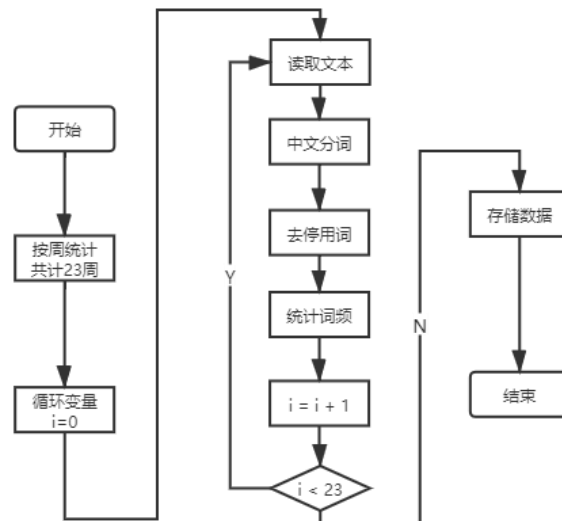 开始
按周统计
共计23周
循环变量
i=0
读取文本
中文分词
去停用词
统计词频
i = i + 1
i < 23
Y
N
存储数据
结束